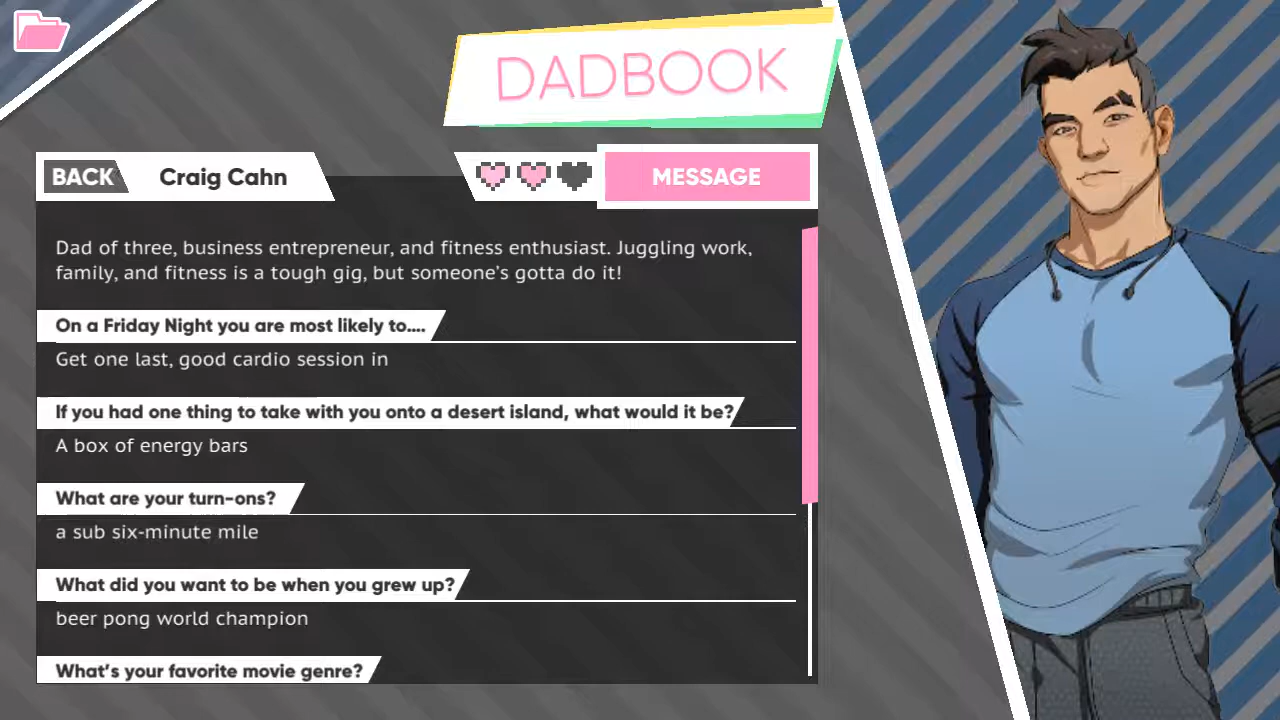 DADBOOK
BACK
Craig Cahn
MESSAGE
Dad of three, business entrepreneur, and fitness enthusiast. Juggling work,
family, and fitness is a tough gig, but someone's gotta do it!
On a Friday Night you are most likely to....
Get one last, good cardio session in
If you had one thing to take with you onto a desert island, what would it be?
A box of energy bars
What are your turn-ons?
a sub six-minute mile
What did you want to be when you grew up?
beer pong world champion
What's your favorite movie genre?